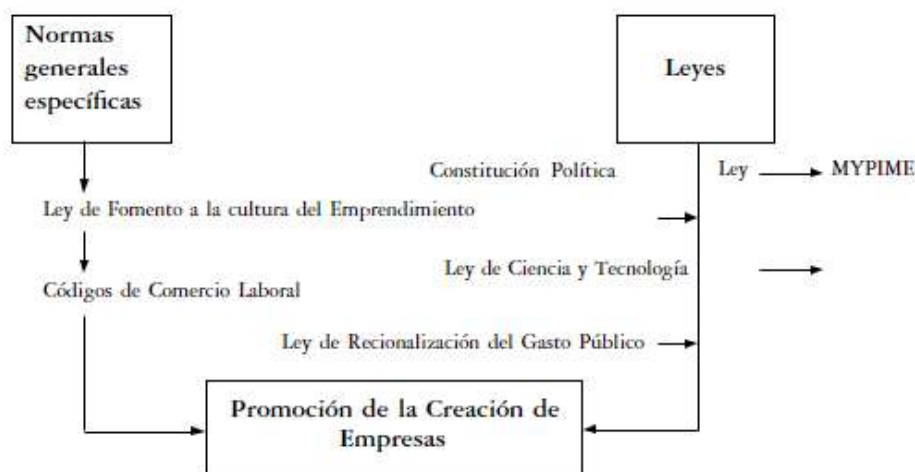 Normas
generales
específicas
Leyes
Constitución Política
Ley
MYPIME
Ley de Fomento a la cultura del Emprendimiento
Ley de Ciencia y Tecnología
Códigos de Comercio Laboral
Ley de Recionalización del Gasto Público
Promoción de la Creación de
Empresas